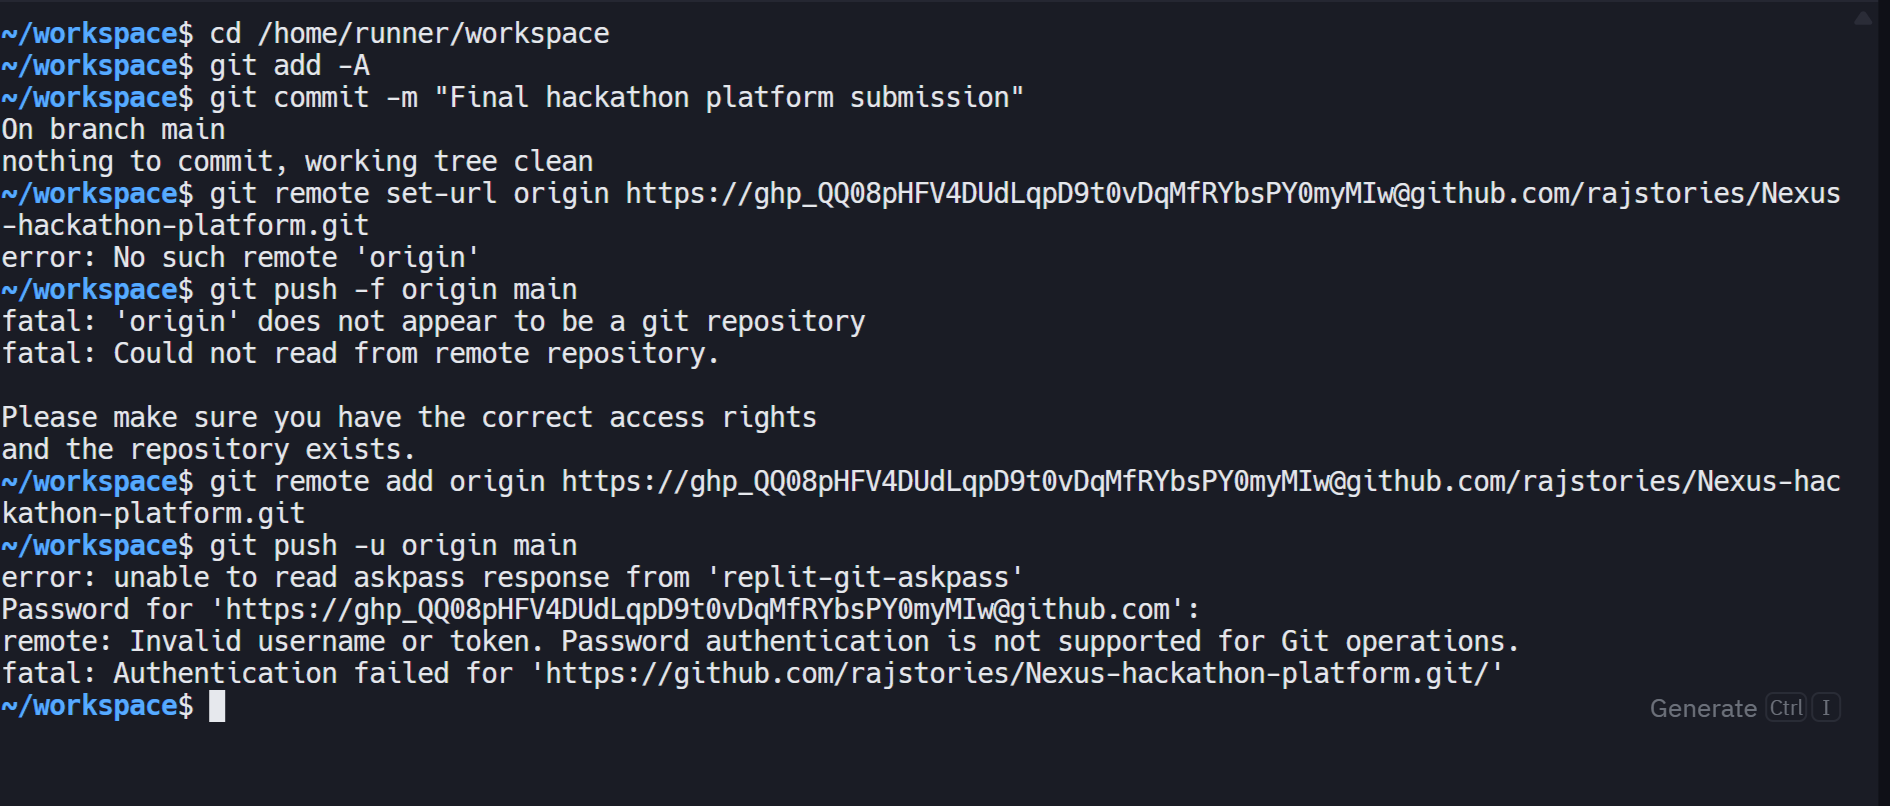 ~/workspace$ cd /home/runner/workspace
~/workspace$ git add -A
~/workspace$ git commit -m "Final hackathon platform submission"
On branch main
nothing to commit, working tree clean
~/workspace$ git remote set-url origin https://ghp_QQ08pHFV4DUdLqpD9t0vDqMfRYbsPY0myMIw@github.com/rajstories/Nexus
-hackathon-platform.git
error: No such remote 'origin'
~/workspace$ git push -f origin main
fatal: 'origin' does not appear to be a git repository
fatal: Could not read from remote repository.

Please make sure you have the correct access rights
and the repository exists.
~/workspace$ git remote add origin https://ghp_QQ08pHFV4DUdLqpD9t0vDqMfRYbsPY0myMIw@github.com/rajstories/Nexus-hac
kathon-platform.git
~/workspace$ git push -u origin main
error: unable to read askpass response from 'replit-git-askpass'
Password for 'https://ghp_QQ08pHFV4DUdLqpD9t0vDqMfRYbsPY0myMIw@github.com':
remote: Invalid username or token. Password authentication is not supported for Git operations.
fatal: Authentication failed for 'https://github.com/rajstories/Nexus-hackathon-platform.git/'
~/workspace$
Generate Ctrl I